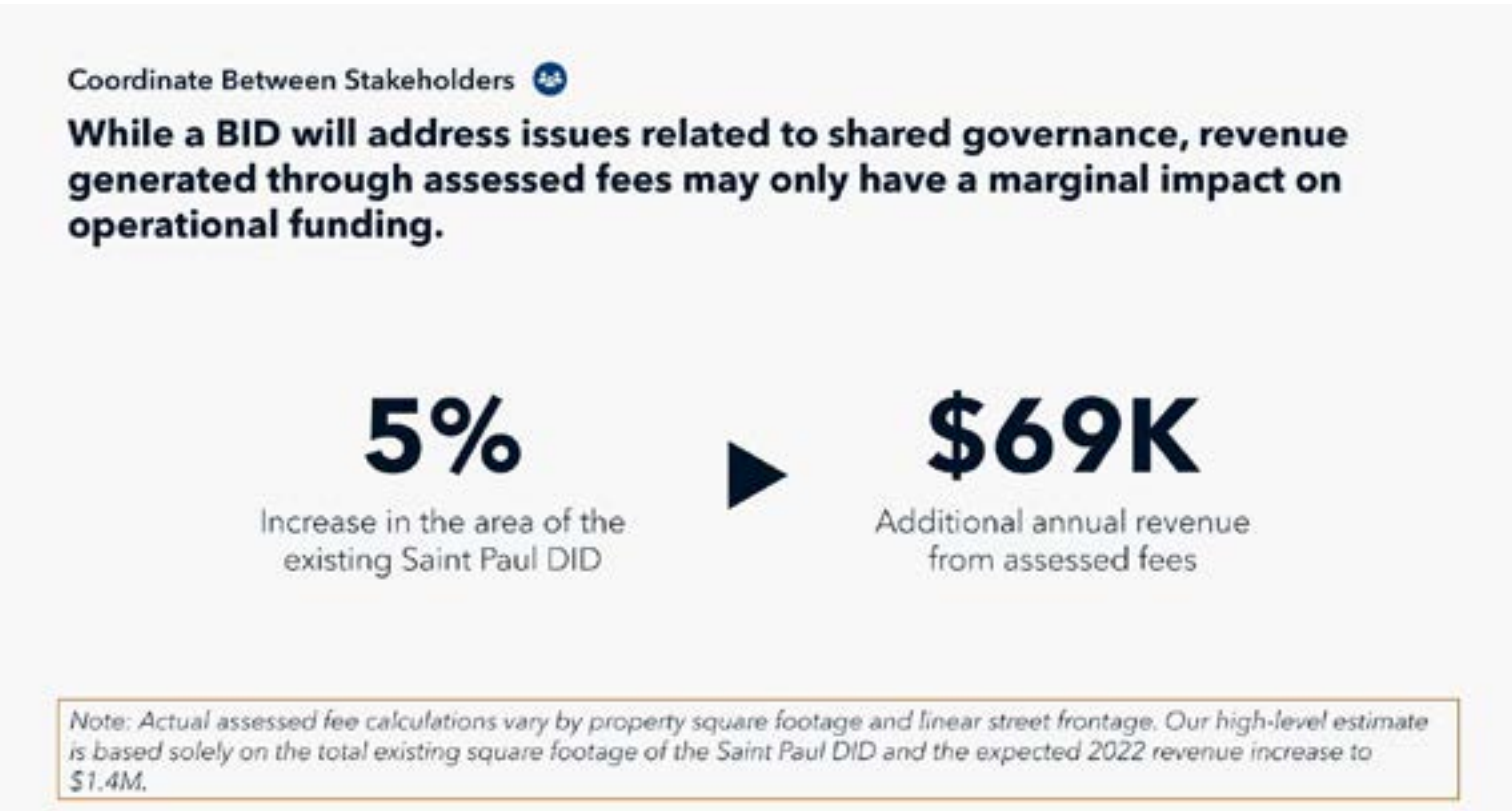 Coordinate Between Stakeholders
While a BID will address issues related to shared governance, revenue
generated through assessed fees may only have a marginal impact on
operational funding.
5%
$69K
Increase in the area of the
existing Saint Paul DID
Additional annual revenue
from assessed fees
Note: Actual assessed fee calculations vary by property square footage and linear street frontage. Our high-level estimate
is based solely on the total existing square footage of the Saint Paul DID and the expected 2022 revenue increase to
$1.4M.